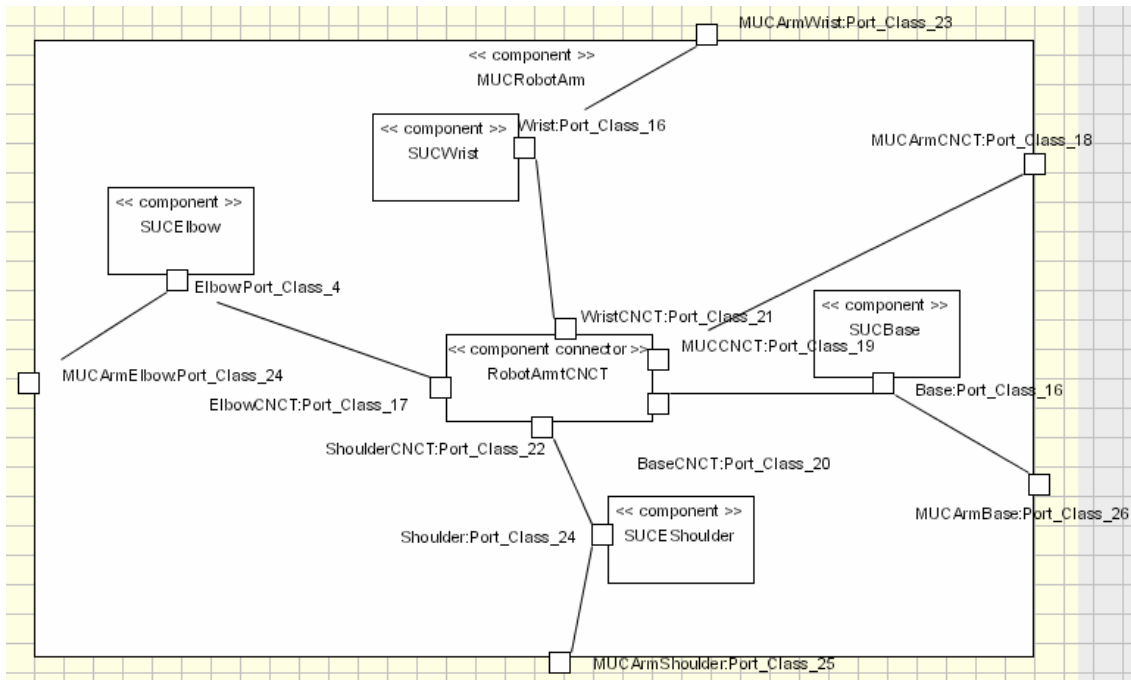 MUCArmWrist:Port_Class_23
<< component >>
MUCRobotArm
<< component >>
SUCWrist
Wrist:Port_Class_16
MUCArmCNCT:Port_Class_18
<< component >>
SUCElbow
Elbow:Port_Class_4
WristCNCT:Port_Class_21
<< component >>
SUCBase
<< component connector >>
RobotArmtCNCT
MUCCNCT:Port_Class_19
MUCArmElbow:Port_Class_24
Base:Port_Class_16
ElbowCNCT:Port_Class_17
ShoulderCNCT:Port_Class_22
BaseCNCT:Port_Class_20
<< component >>
SUCEShoulder
Shoulder:Port_Class_24
MUCArmBase:Port_Class_26
MUCArmShoulder:Port_Class_25